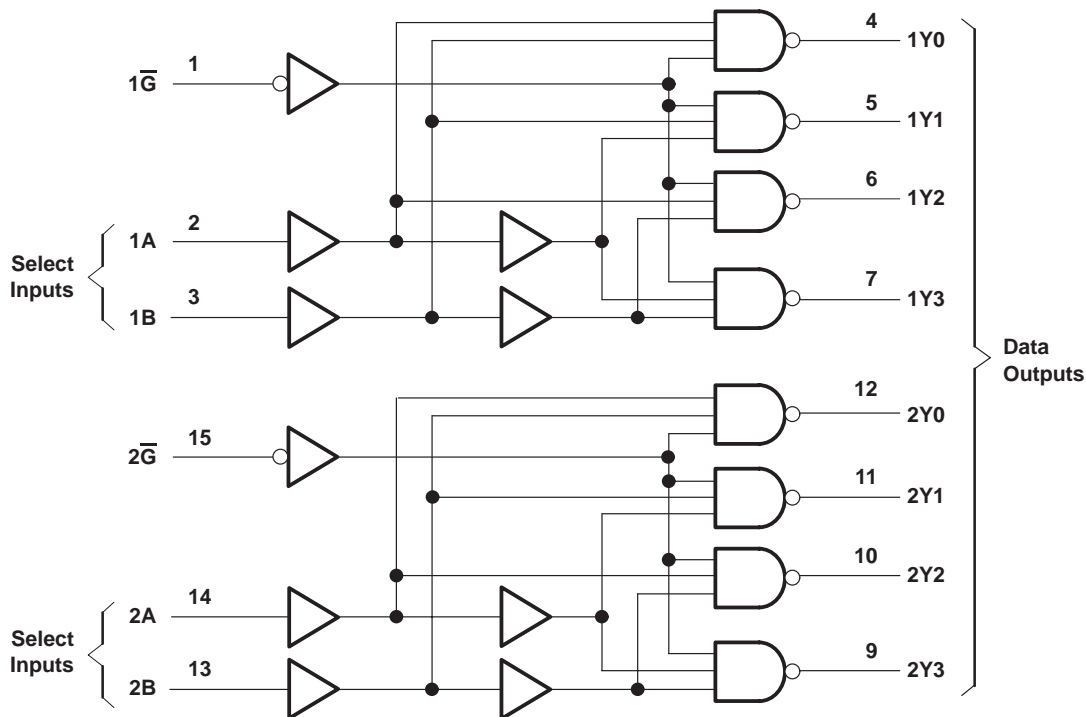 4
1Y0
1
1G̅
5
1Y1
6
1Y2
2
1A
Select
Inputs
3
1B
7
1Y3
Data
Outputs
12
2Y0
15
2G̅
11
2Y1
10
2Y2
14
2A
Select
Inputs
13
2B
9
2Y3